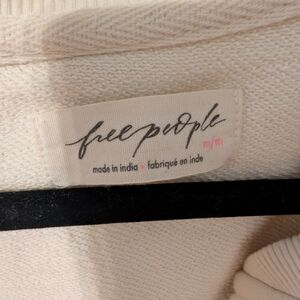 free people
m/m
made in india • fabriqué en inde